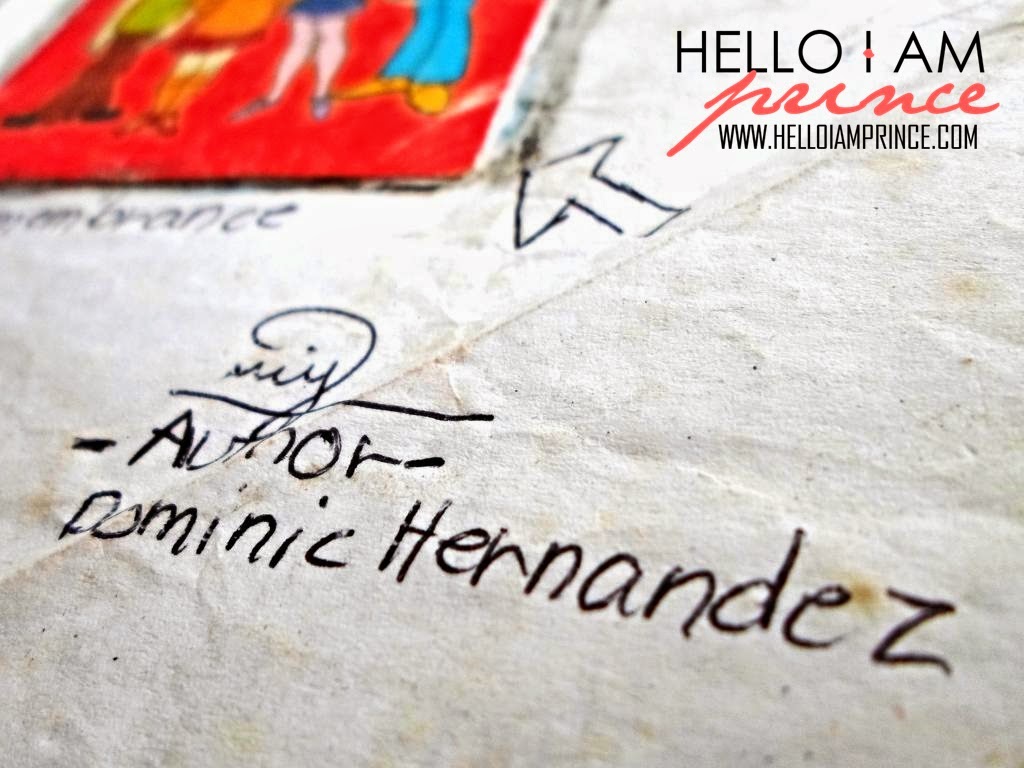 HELLO I AM
prince
WWW.HELLOIAMPRINCE.COM
- Author -
Dominic Hernandez